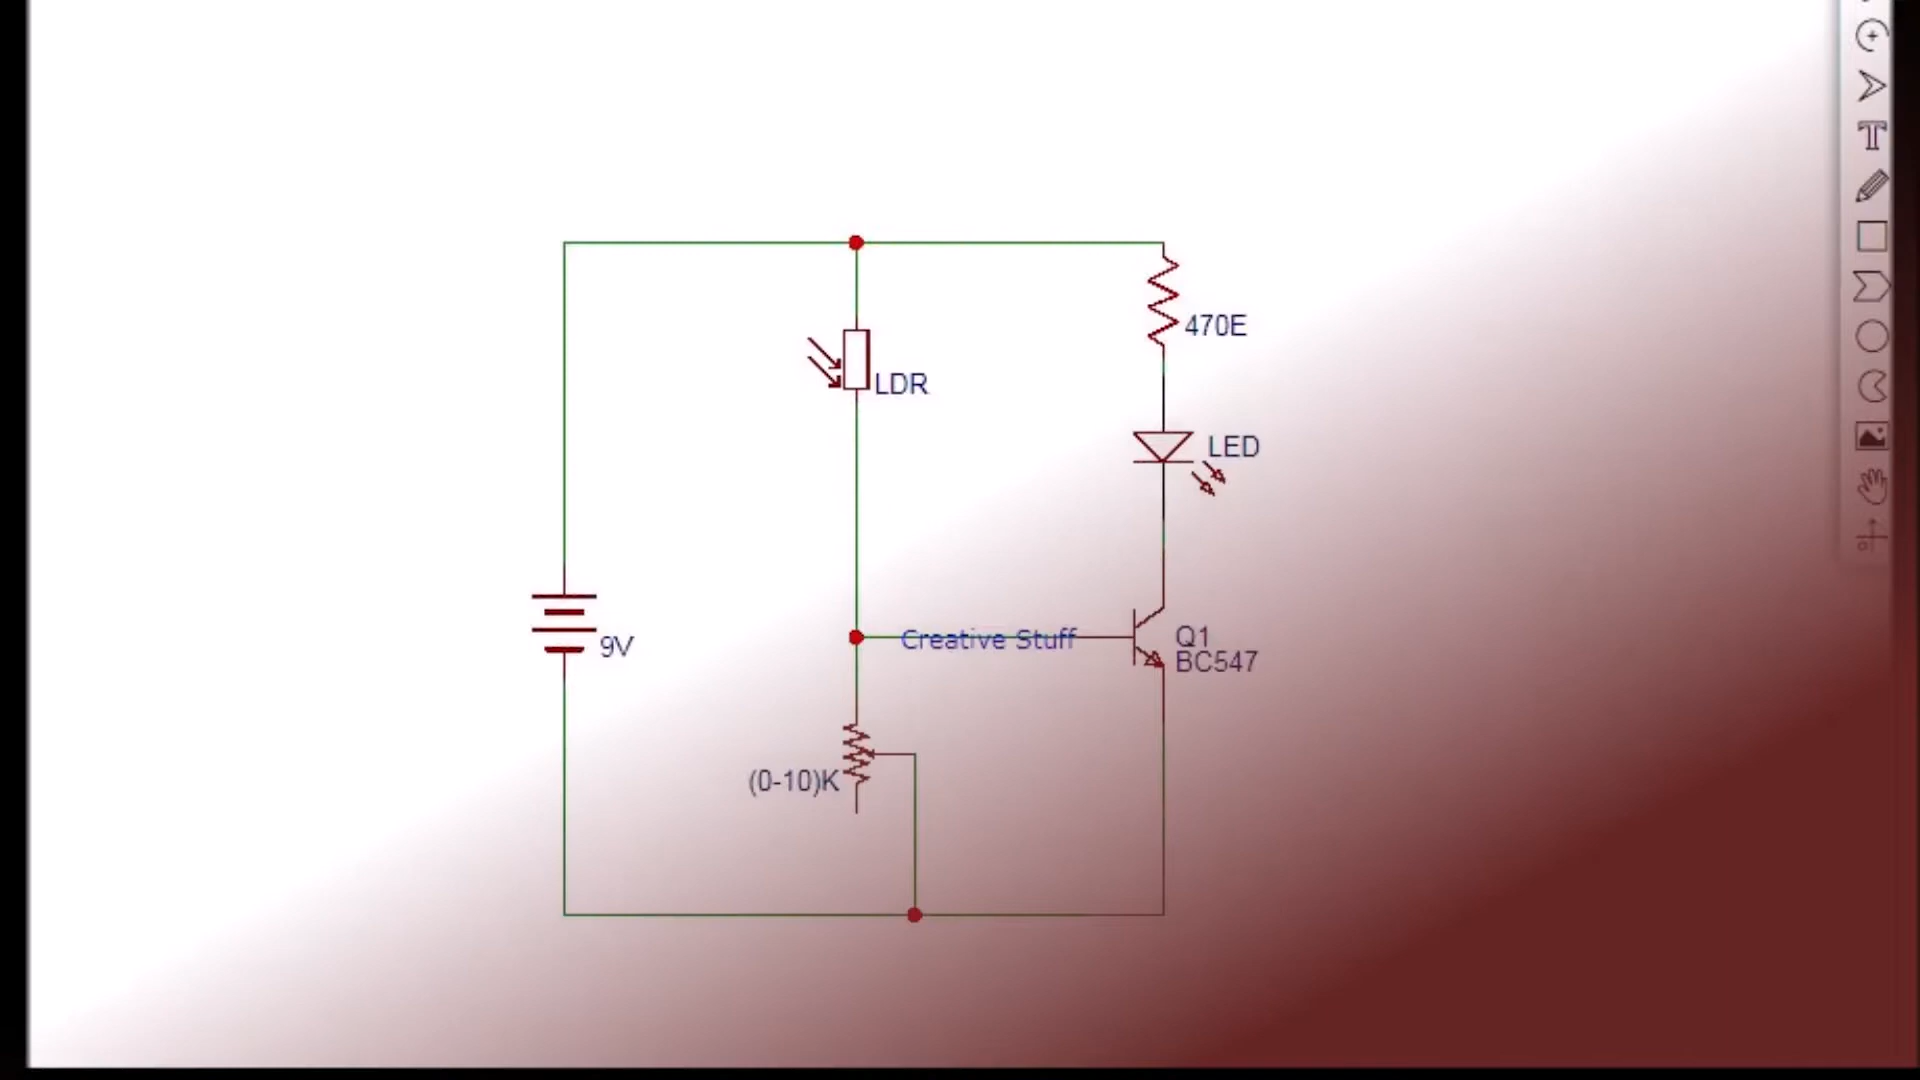 470E
LDR
LED
Creative Stuff
Q1
BC547
9V
(0-10)K